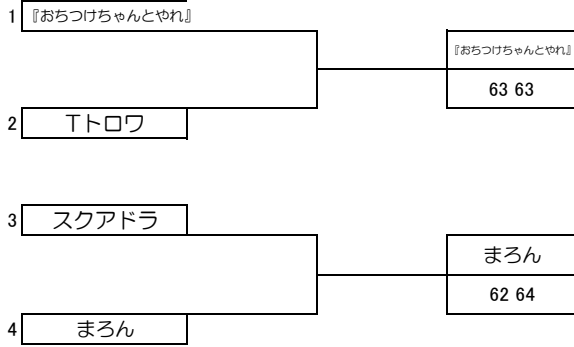 1 『おちつけちゃんとやれ』
『おちつけちゃんとやれ』
63 63
2 Tトロワ
3 スクアドラ
まろん
62 64
4 まろん